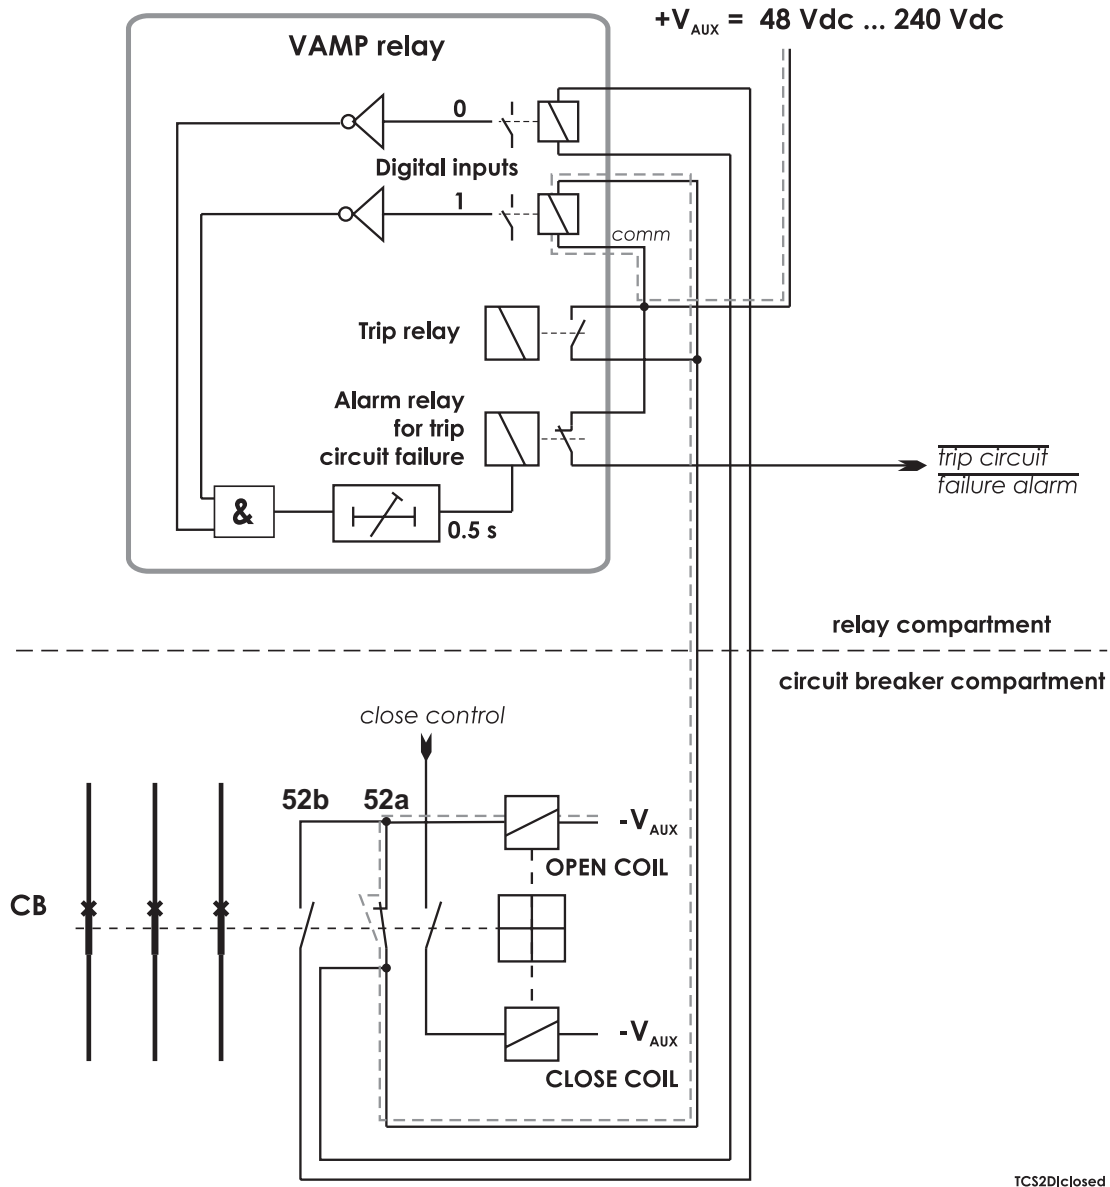 +VAUX = 48 Vdc ... 240 Vdc
VAMP relay
0
Digital inputs
1
comm
Trip relay
Alarm relay
for trip
circuit failure
trip circuit
failure alarm
&
0.5 s
relay compartment
circuit breaker compartment
close control
52b 52a
-VAUX
OPEN COIL
CB
-VAUX
CLOSE COIL
TCS2DIclosed